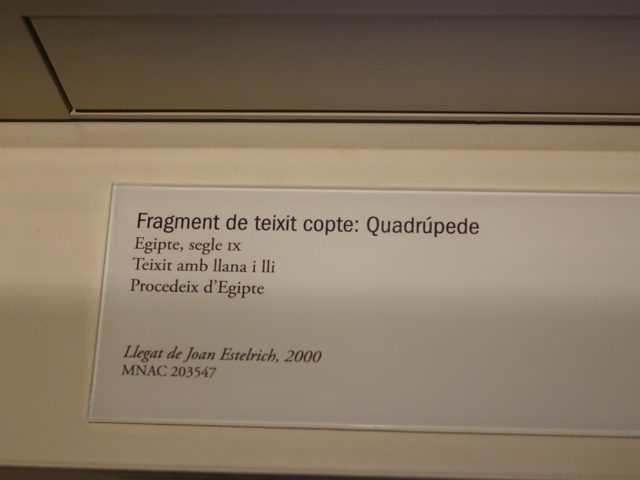 Fragment de teixit copte: Quadrúpede
Egipte, segle IX
Teixit amb llana i lli
Procedeix d'Egipte
Llegat de Joan Estelrich, 2000
MNAC 203547